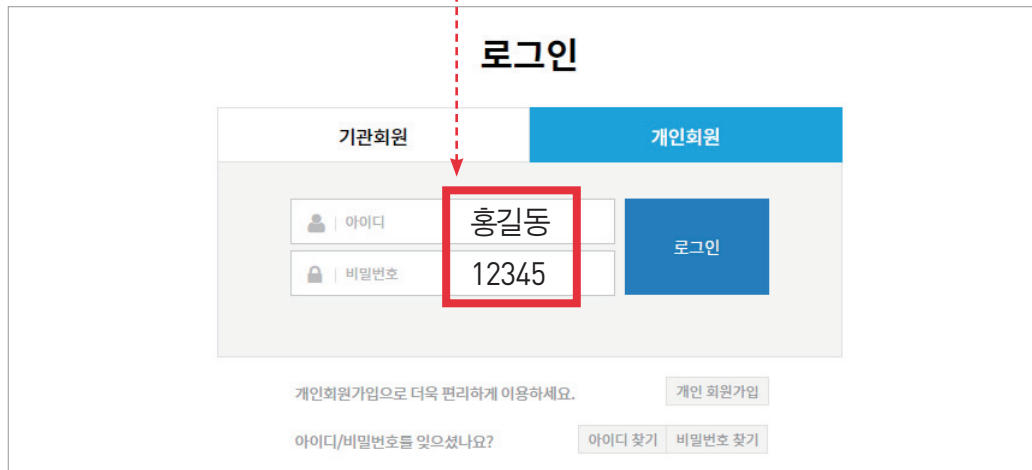 로그인
기관회원 개인회원
아이디 홍길동
로그인
비밀번호 12345
개인회원가입으로 더욱 편리하게 이용하세요. 개인 회원가입
아이디/비밀번호를 잊으셨나요? 아이디 찾기 비밀번호 찾기